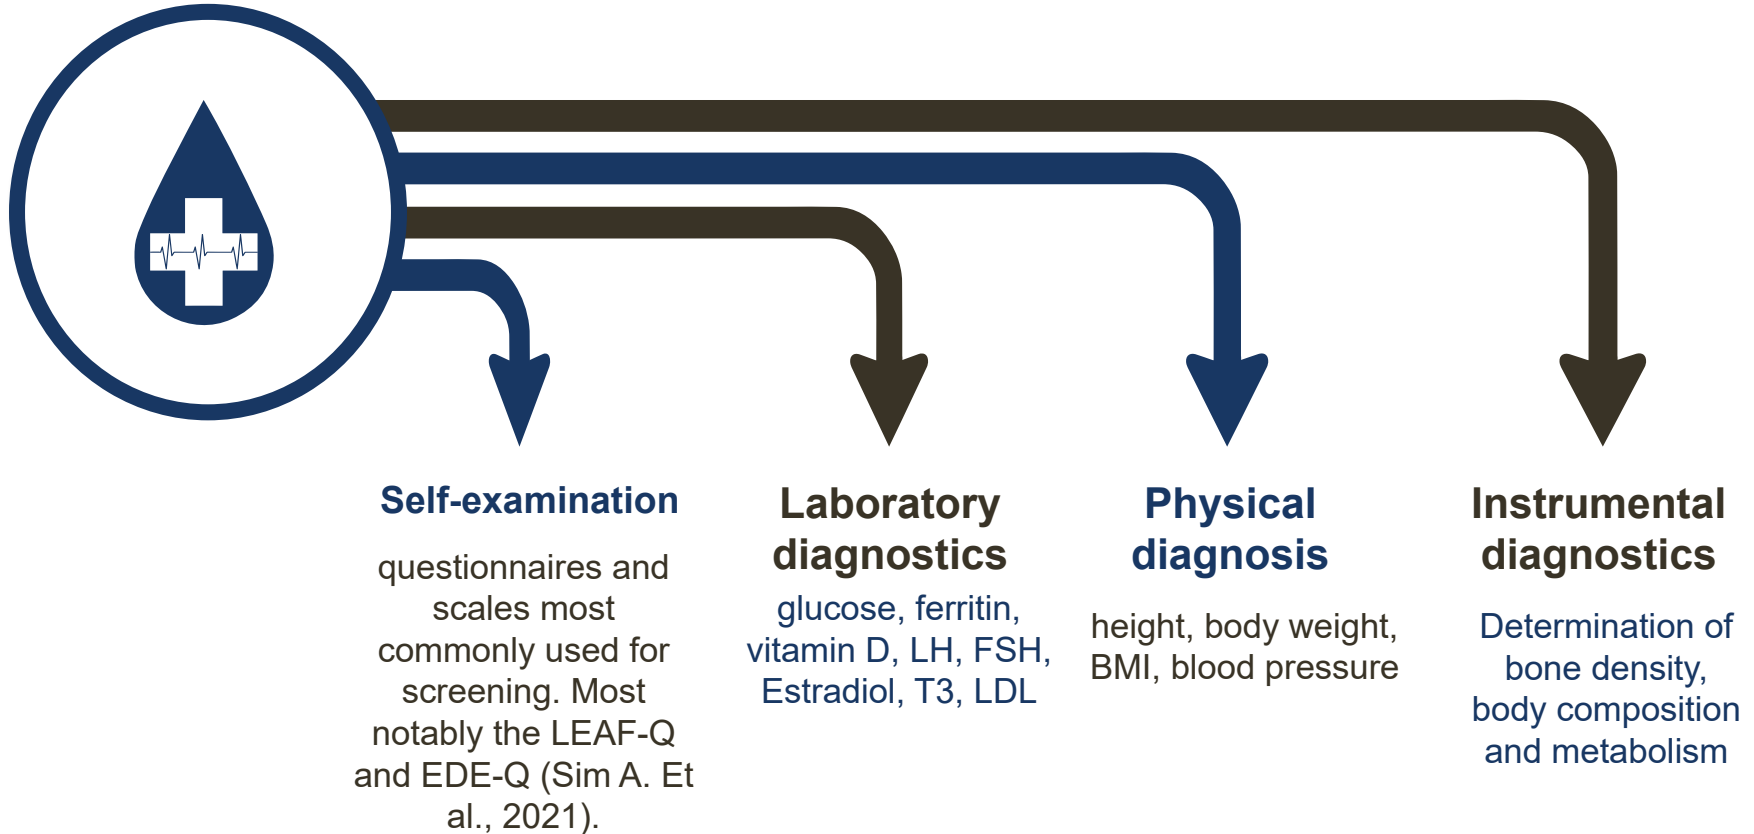 Self-examination
questionnaires and
scales most
commonly used for
screening. Most
notably the LEAF-Q
and EDE-Q (Sim A. Et
al., 2021).
Laboratory
diagnostics
glucose, ferritin,
vitamin D, LH, FSH,
Estradiol, T3, LDL
Physical
diagnosis
height, body weight,
BMI, blood pressure
Instrumental
diagnostics
Determination of
bone density,
body composition
and metabolism